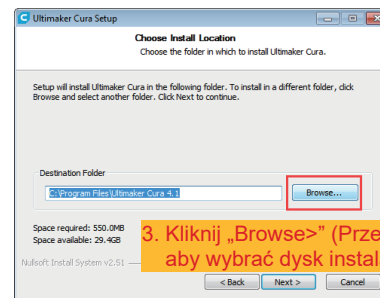 Ultimaker Cura Setup
Choose Install Location
Choose the folder in which to install Ultimaker Cura.
Setup will install Ultimaker Cura in the following folder. To install in a different folder, click
Browse and select another folder. Click Next to continue.
Destination Folder
C:\Program Files\Ultimaker Cura 4.1
Browse...
Space required: 550.0MB
Space available: 29.4GB
3. Kliknij „Browse>” (Prze
aby wybrać dysk instal
Nullsoft Install System v2.51
< Back
Next >
Cancel